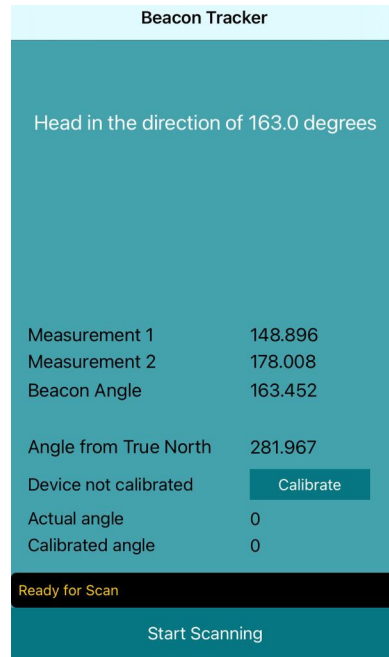 Beacon Tracker
Head in the direction of 163.0 degrees
Measurement 1 148.896
Measurement 2 178.008
Beacon Angle 163.452
Angle from True North 281.967
Device not calibrated Calibrate
Actual angle 0
Calibrated angle 0
Ready for Scan
Start Scanning